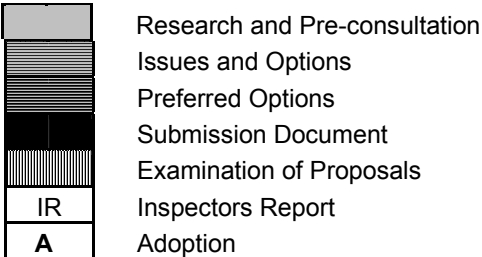 Research and Pre-consultation
Issues and Options
Preferred Options
Submission Document
Examination of Proposals
IR Inspectors Report
A Adoption